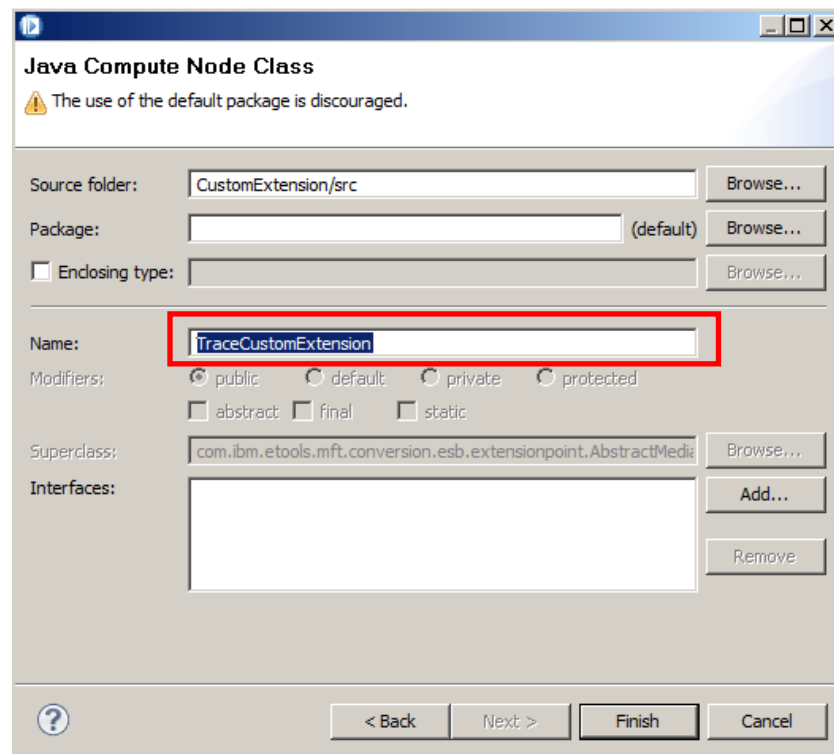 Java Compute Node Class
The use of the default package is discouraged.
Source folder: CustomExtension/src Browse...
Package: (default) Browse...
Enclosing type: Browse...
Name: TraceCustomExtension
Modifiers: public default private protected
abstract final static
Superclass: com.ibm.etools.mft.conversion.esb.extensionpoint.AbstractMedia Browse...
Interfaces: Add...
Remove
? < Back Next > Finish Cancel